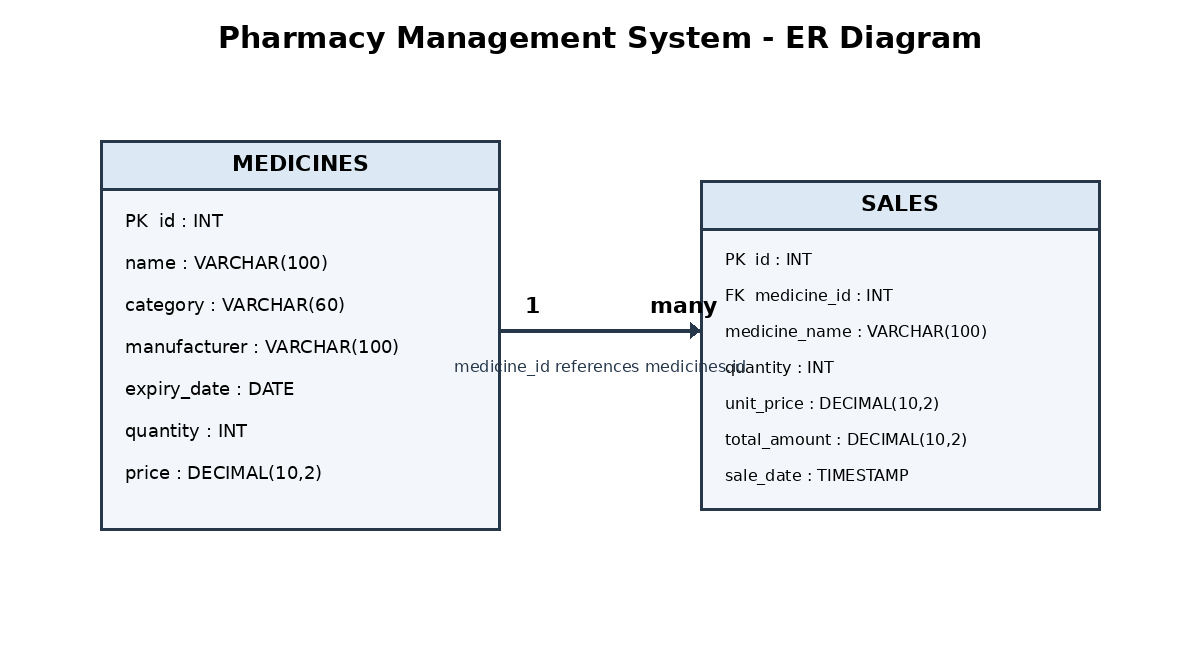 Pharmacy Management System - ER Diagram
MEDICINES
PK  id : INT
name : VARCHAR(100)
category : VARCHAR(60)
manufacturer : VARCHAR(100)
expiry_date : DATE
quantity : INT
price : DECIMAL(10,2)
1
many
medicine_id references medicines.id
SALES
PK  id : INT
FK  medicine_id : INT
medicine_name : VARCHAR(100)
quantity : INT
unit_price : DECIMAL(10,2)
total_amount : DECIMAL(10,2)
sale_date : TIMESTAMP